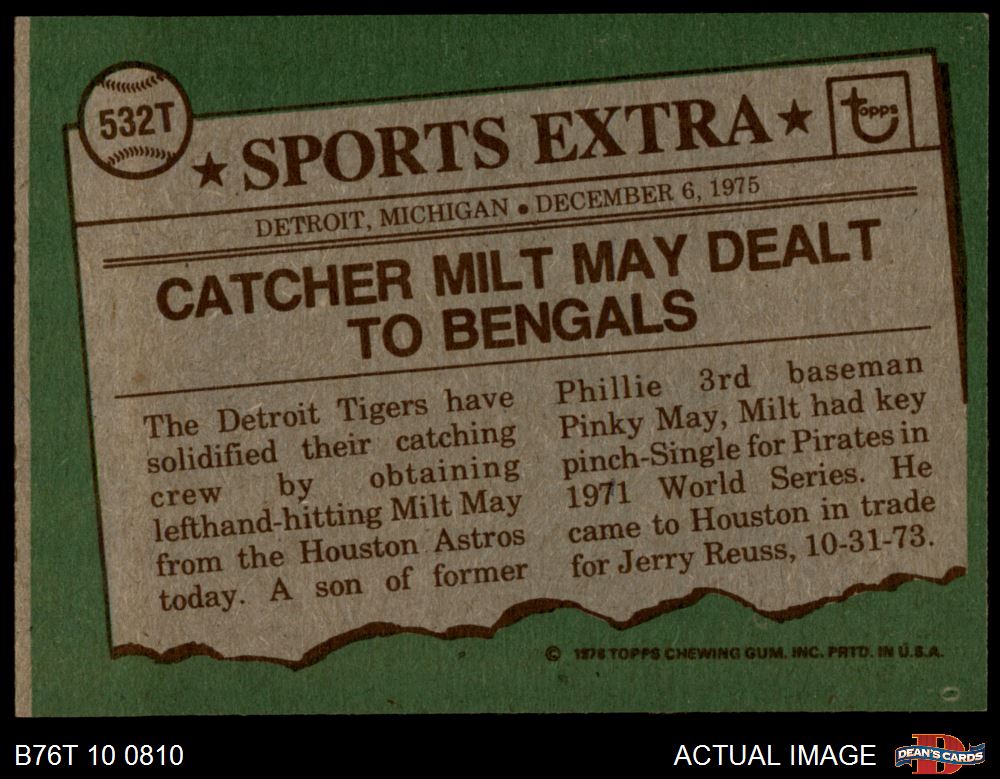 532T
★ SPORTS EXTRA ★
topps
DETROIT, MICHIGAN • DECEMBER 6, 1975
CATCHER MILT MAY DEALT
TO BENGALS
The Detroit Tigers have
solidified their catching
crew by obtaining
lefthand-hitting Milt May
from the Houston Astros
today. A son of former
Phillie 3rd baseman
Pinky May, Milt had key
pinch-Single for Pirates in
1971 World Series. He
came to Houston in trade
for Jerry Reuss, 10-31-73.
© 1976 TOPPS CHEWING GUM, INC. PRTD. IN U.S.A.
0
B76T 10 0810
ACTUAL IMAGE
DEAN'S CARDS